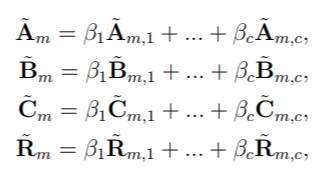 Ã_m = β_1Ã_{m,1} + ... + β_cÃ_{m,c},
B̃_m = β_1B̃_{m,1} + ... + β_cB̃_{m,c},
C̃_m = β_1C̃_{m,1} + ... + β_cC̃_{m,c},
R̃_m = β_1R̃_{m,1} + ... + β_cR̃_{m,c},